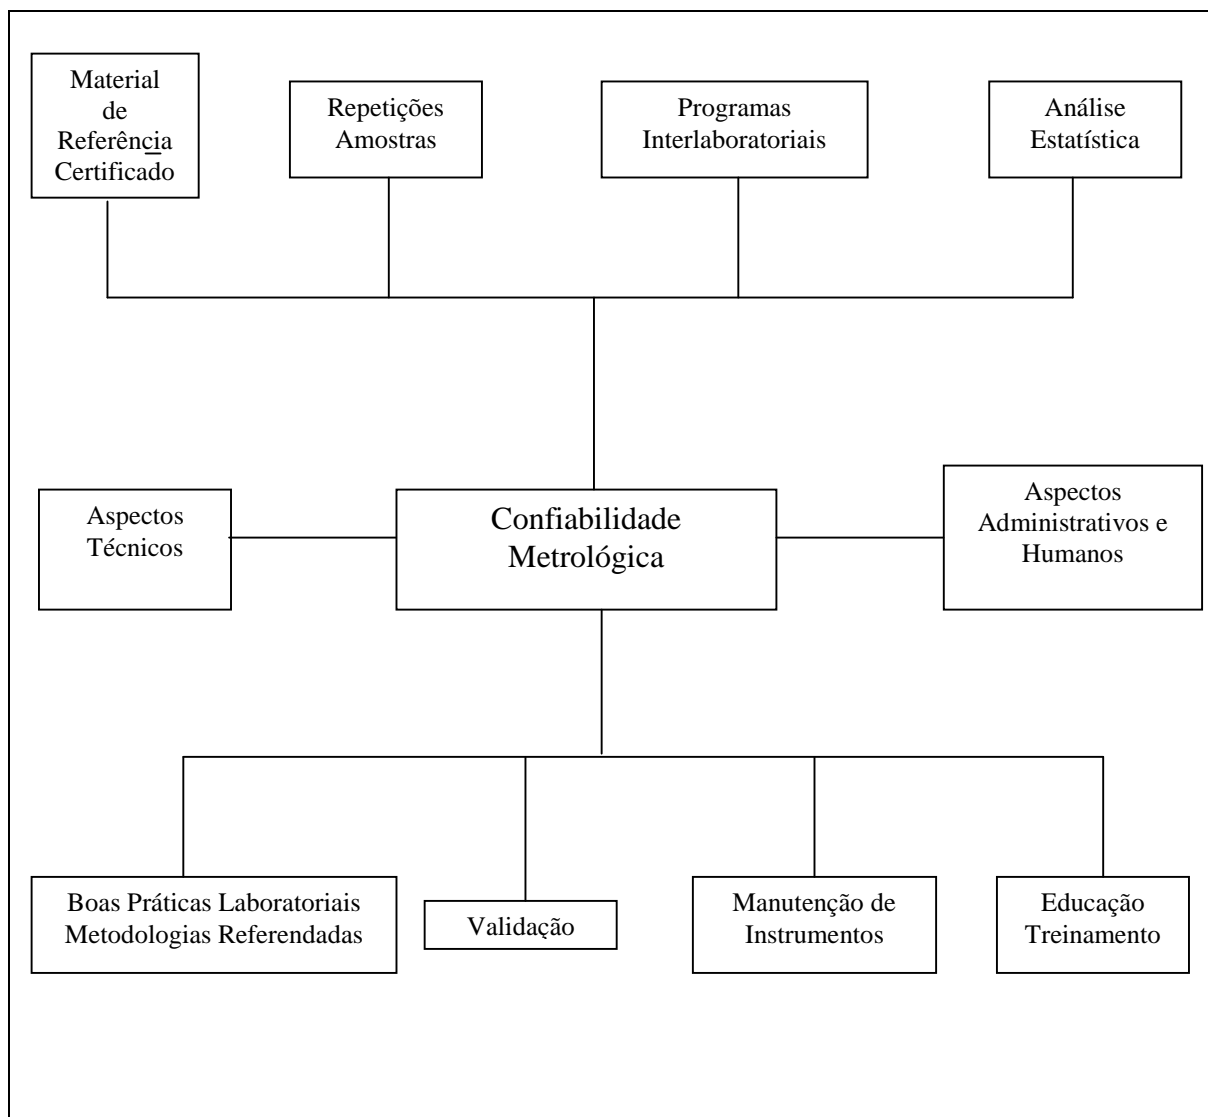 Material
de
Referência
Certificado
Repetições
Amostras
Programas
Interlaboratoriais
Análise
Estatística
Aspectos
Técnicos
Confiabilidade
Metrológica
Aspectos
Administrativos e
Humanos
Boas Práticas Laboratoriais
Metodologias Referendadas
Validação
Manutenção de
Instrumentos
Educação
Treinamento